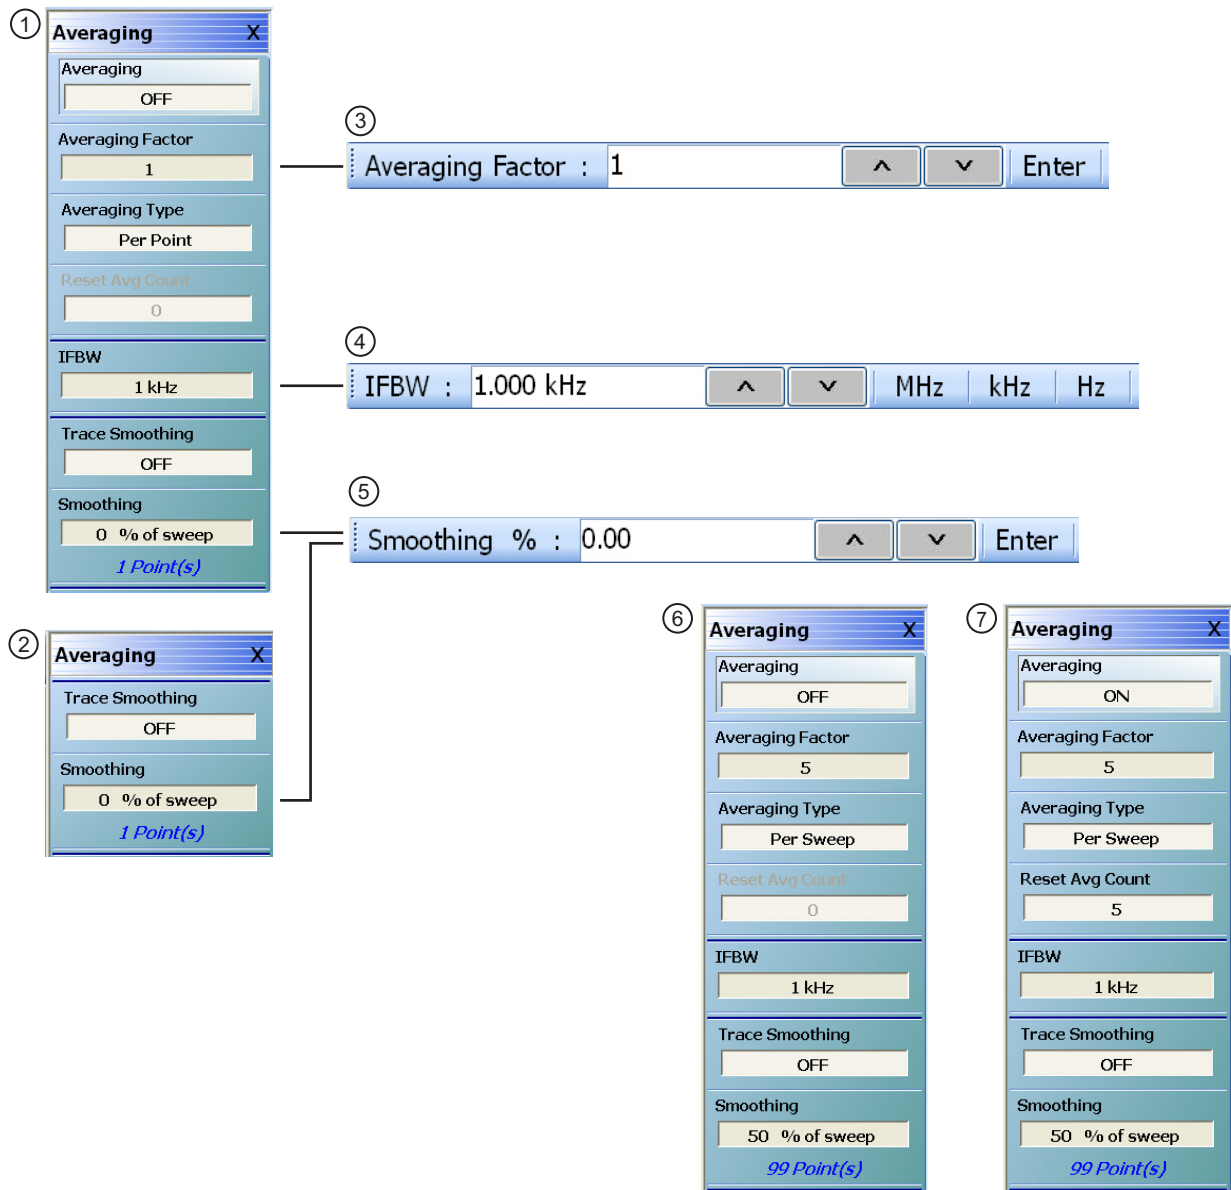 1
Averaging X
Averaging
OFF
Averaging Factor
1
Averaging Type
Per Point
Reset Avg Count
0
IFBW
1 kHz
Trace Smoothing
OFF
Smoothing
0 % of sweep
1 Point(s)
2
Averaging X
Trace Smoothing
OFF
Smoothing
0 % of sweep
1 Point(s)
3
Averaging Factor : 1 Enter
4
IFBW : 1.000 kHz MHz kHz Hz
5
Smoothing % : 0.00 Enter
6
Averaging X
Averaging
OFF
Averaging Factor
5
Averaging Type
Per Sweep
Reset Avg Count
0
IFBW
1 kHz
Trace Smoothing
OFF
Smoothing
50 % of sweep
99 Point(s)
7
Averaging X
Averaging
ON
Averaging Factor
5
Averaging Type
Per Sweep
Reset Avg Count
5
IFBW
1 kHz
Trace Smoothing
OFF
Smoothing
50 % of sweep
99 Point(s)